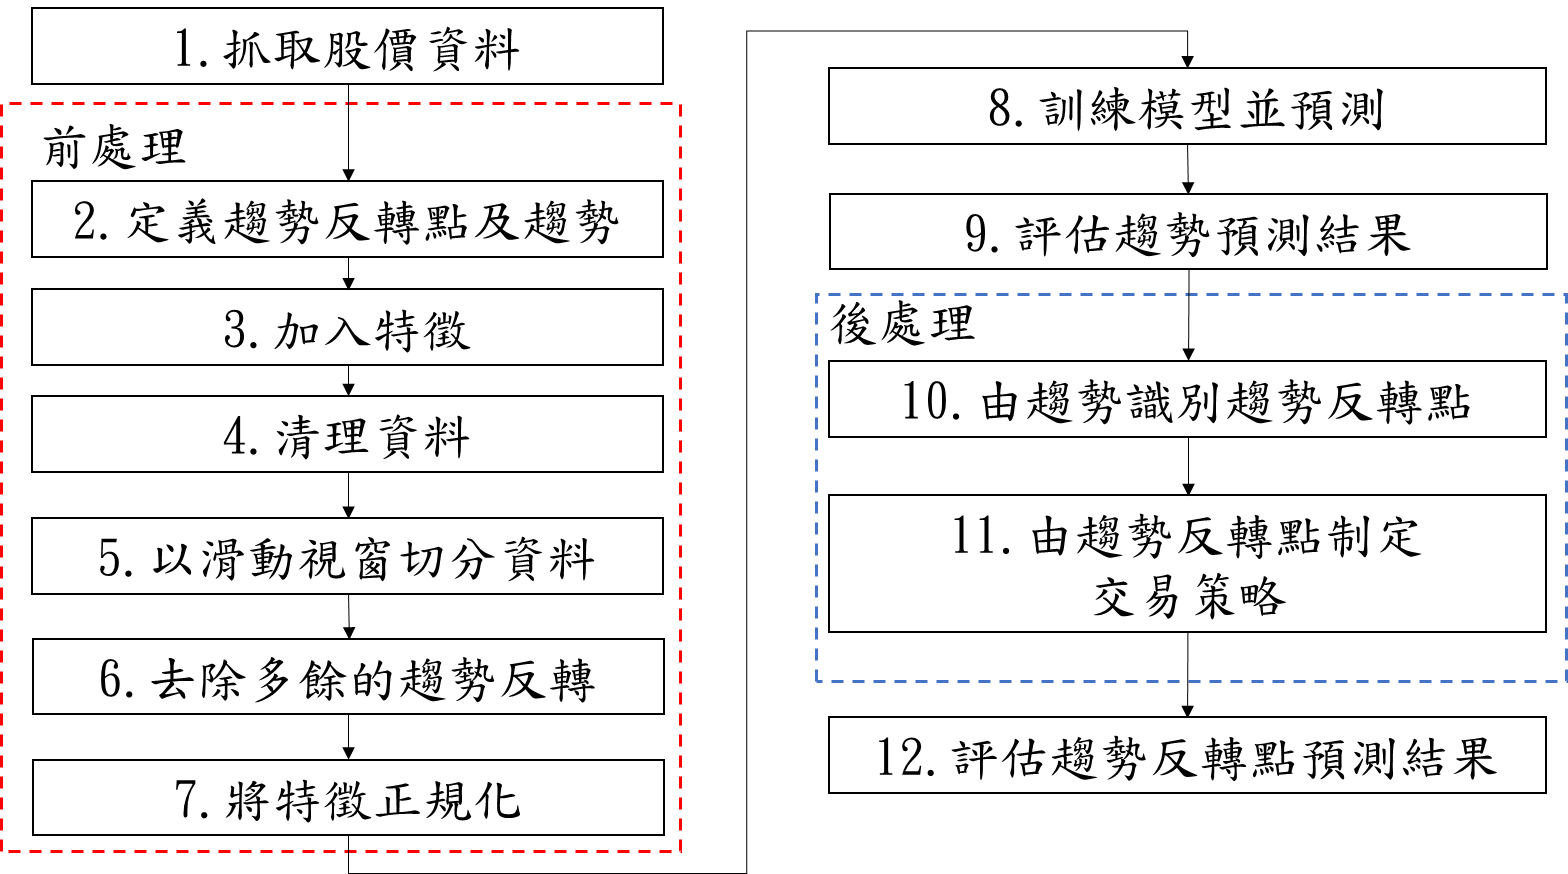 1.抓取股價資料
前處理
2.定義趨勢反轉點及趨勢
3.加入特徵
4.清理資料
5.以滑動視窗切分資料
6.去除多餘的趨勢反轉
7.將特徵正規化
8.訓練模型並預測
9.評估趨勢預測結果
後處理
10.由趨勢識別趨勢反轉點
11.由趨勢反轉點制定
交易策略
12.評估趨勢反轉點預測結果